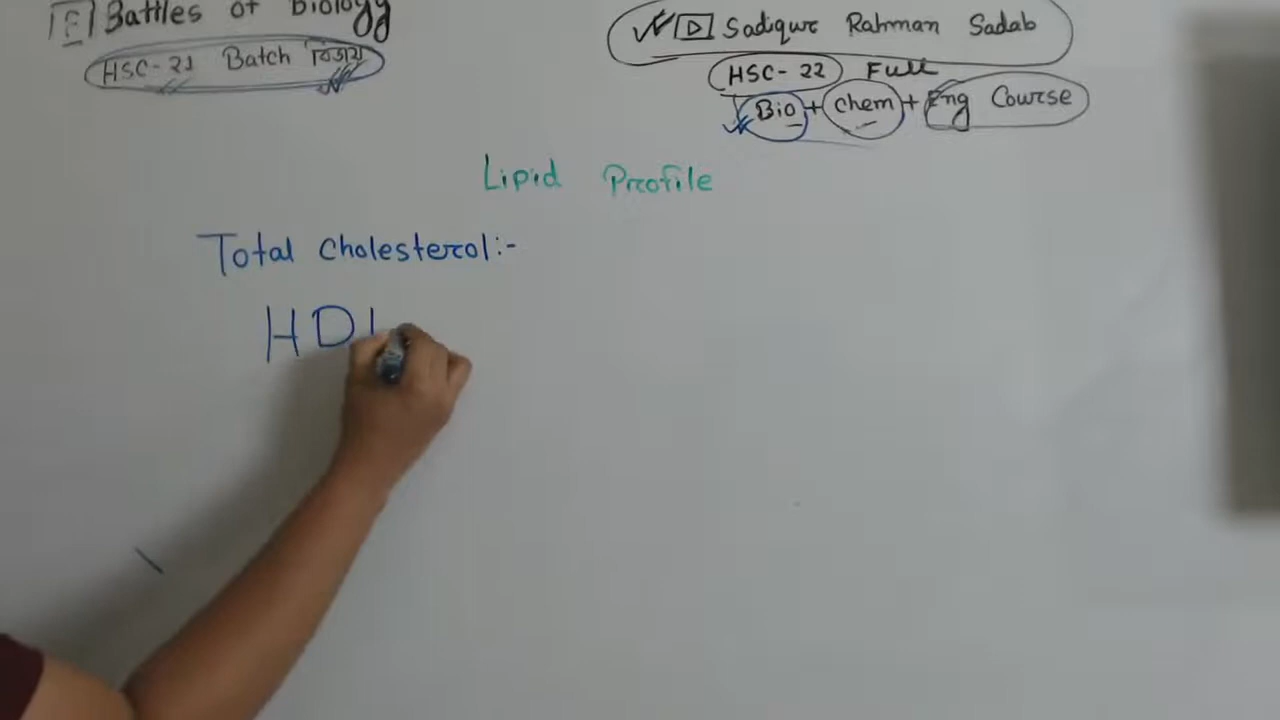 [F] Battles of Biology
HSC-21 Batch বিজয়
Sadiqur Rahman Sadab
HSC-22 Full
Bio + Chem + Eng Course
Lipid Profile
Total Cholesterol:-
HDL